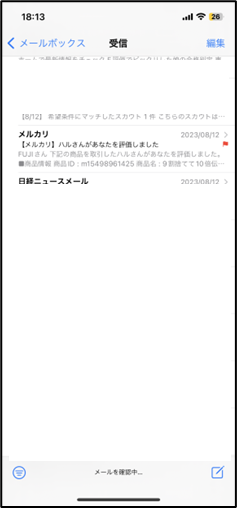 18:13
26
メールボックス
受信
編集
【8/12】 希望条件にマッチしたスカウト 1 件 こちらのスカウトは…
メルカリ
2023/08/12
【メルカリ】ハルさんがあなたを評価しました
FUJIさん 下記の商品を取引したハルさんがあなたを評価しました。
■商品情報 商品ID : m15498961425 商品名 : 9割捨てて10倍伝…
日経ニュースメール
2023/08/12
メールを確認中...